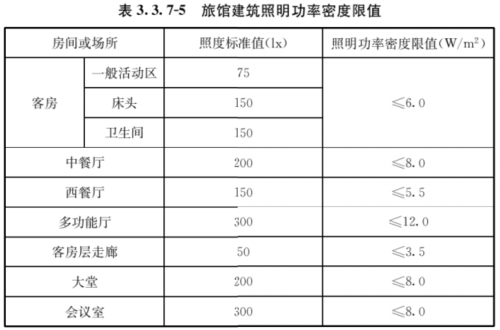 表 3.3.7-5 旅馆建筑照明功率密度限值
房间或场所 照度标准值(lx) 照明功率密度限值(W/m²)
客房 一般活动区 75 ≤6.0
床头 150
卫生间 150
中餐厅 200 ≤8.0
西餐厅 150 ≤5.5
多功能厅 300 ≤12.0
客房层走廊 50 ≤3.5
大堂 200 ≤8.0
会议室 300 ≤8.0